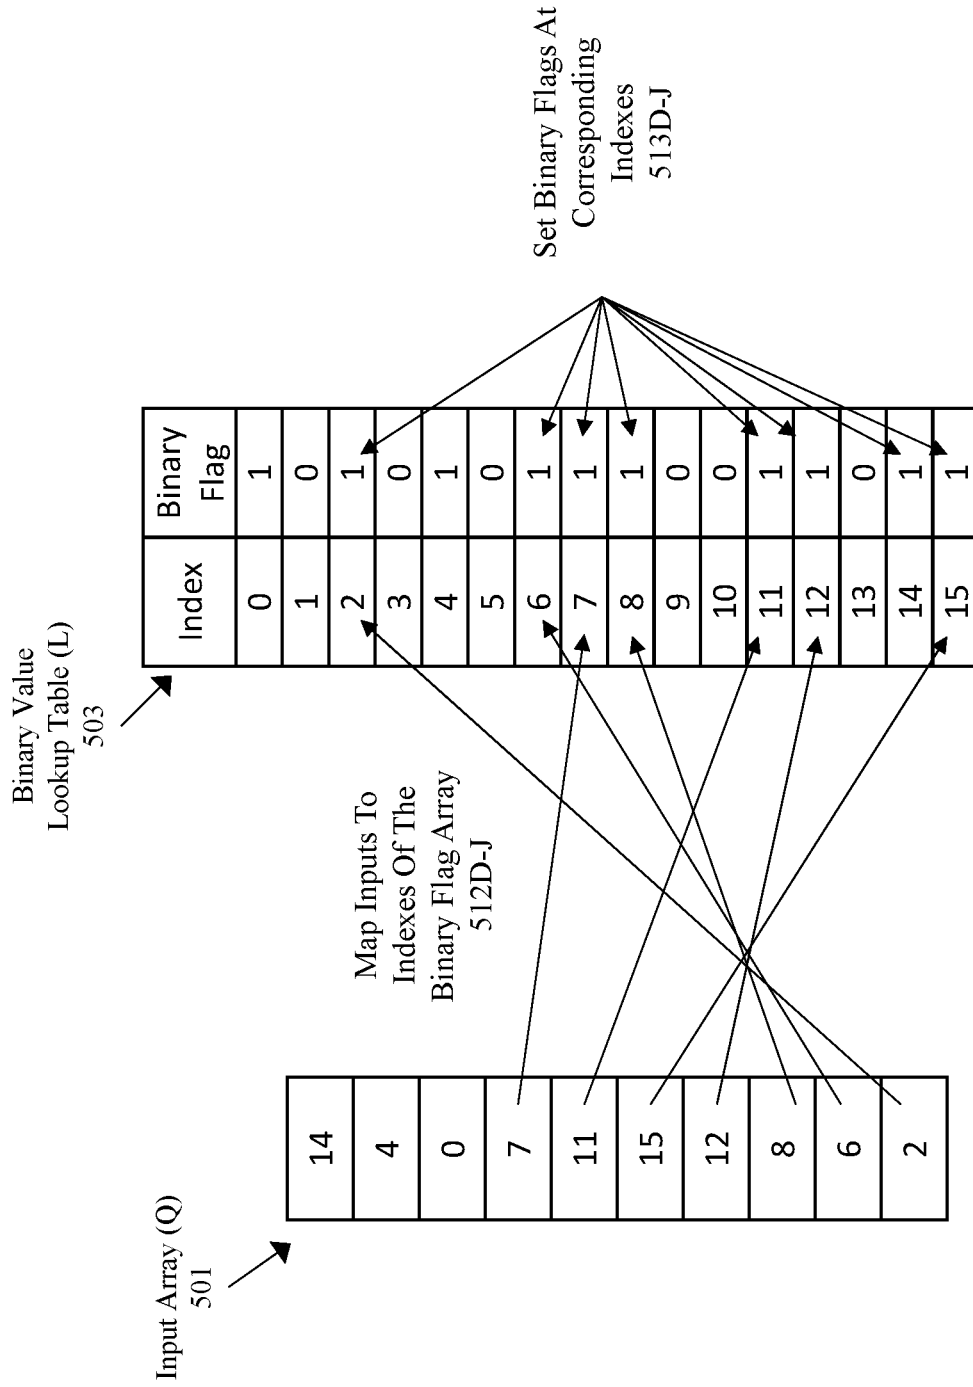 Input Array (Q)
501
14
4
0
7
11
15
12
8
6
2
Map Inputs To
Indexes Of The
Binary Flag Array
512D-J
Binary Value
Lookup Table (L)
503
Index Binary Flag
0 1
1 0
2 1
3 0
4 1
5 0
6 1
7 1
8 1
9 0
10 0
11 1
12 1
13 0
14 1
15 1
Set Binary Flags At
Corresponding
Indexes
513D-J